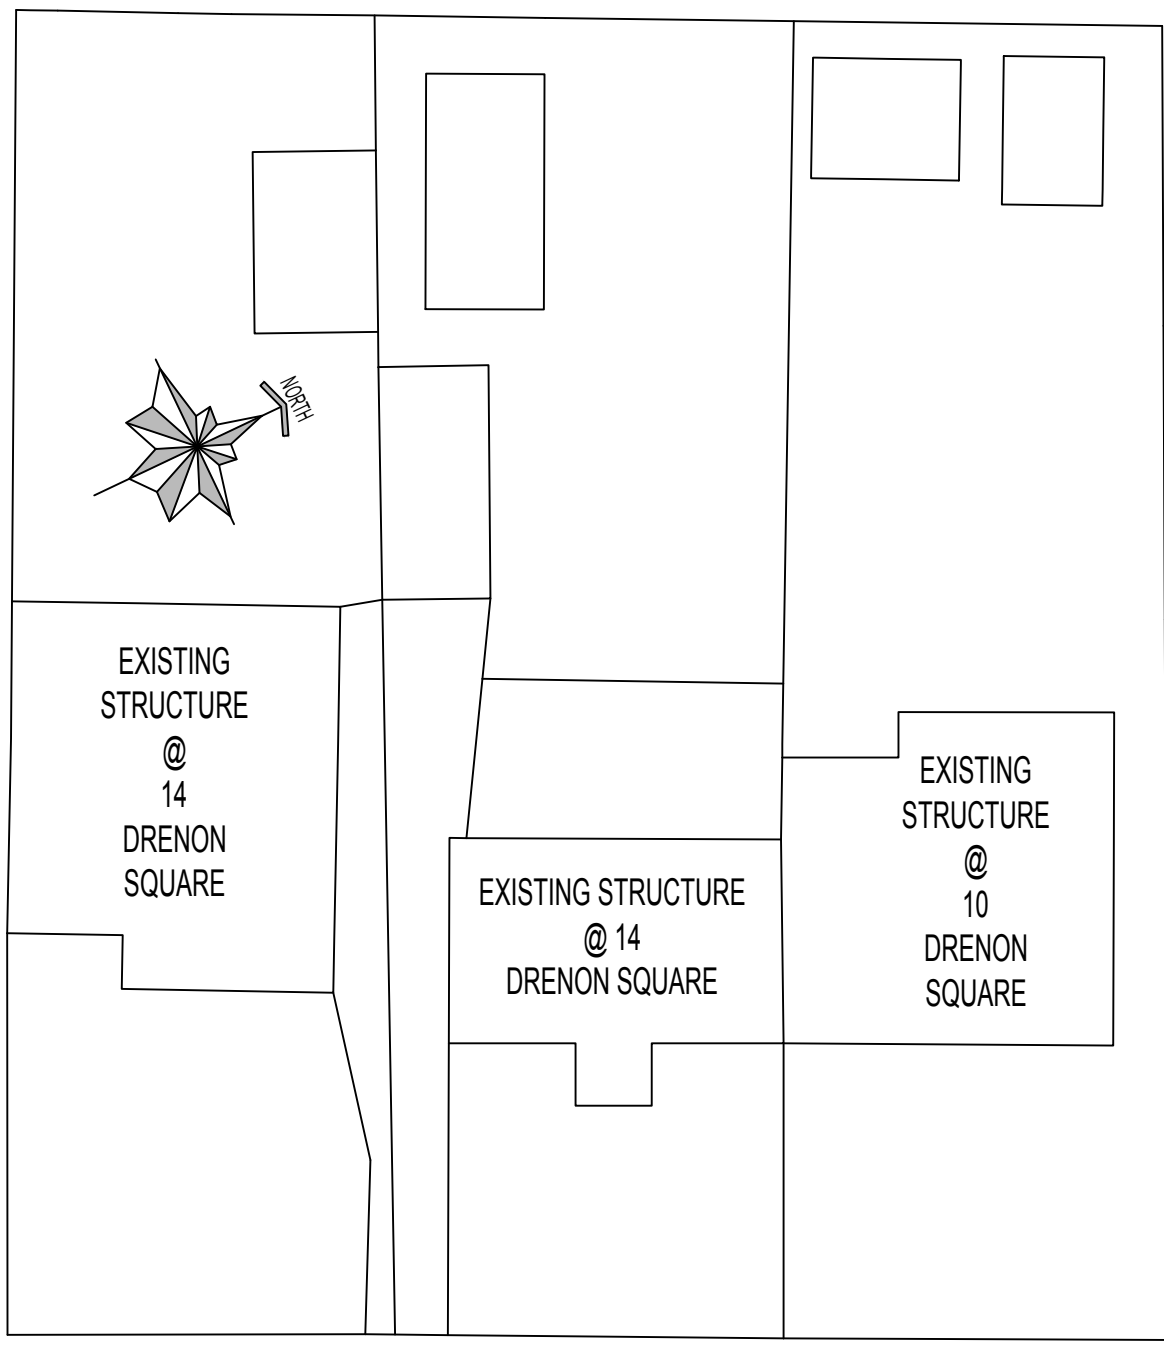 NORTH
EXISTING
STRUCTURE
@
14
DRENON
SQUARE
EXISTING STRUCTURE
@ 14
DRENON SQUARE
EXISTING
STRUCTURE
@
10
DRENON
SQUARE